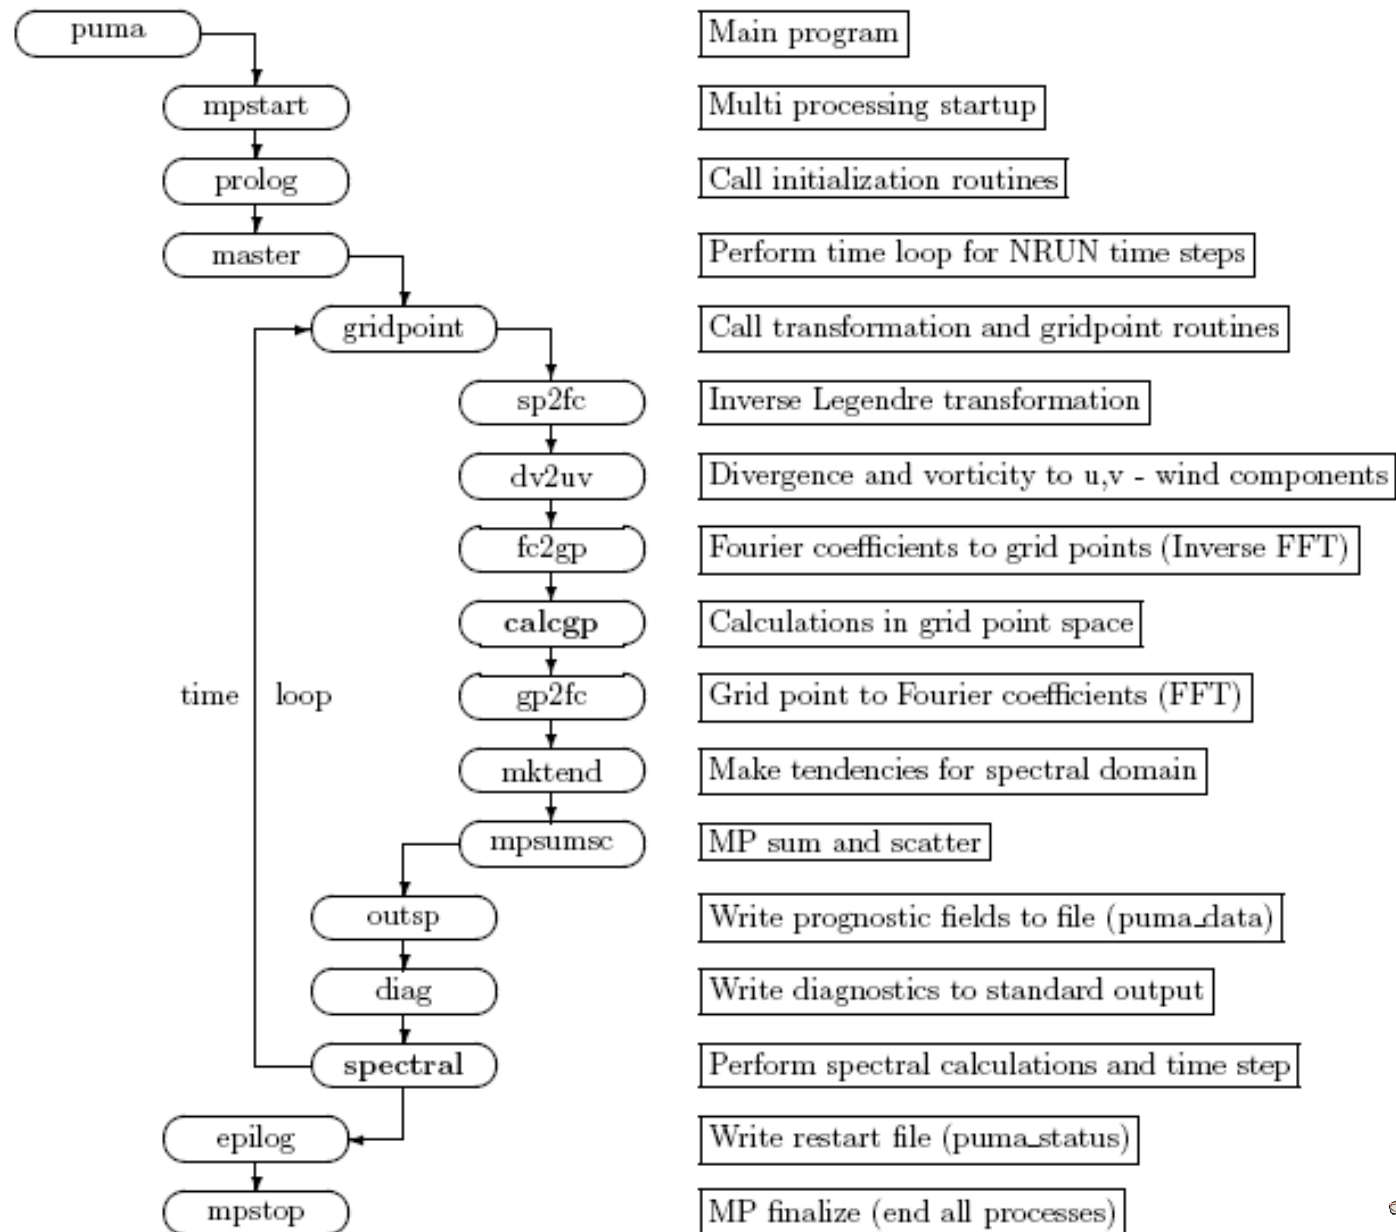 puma Main program
mpstart Multi processing startup
prolog Call initialization routines
master Perform time loop for NRUN time steps
gridpoint Call transformation and gridpoint routines
sp2fc Inverse Legendre transformation
dv2uv Divergence and vorticity to u,v - wind components
fc2gp Fourier coefficients to grid points (Inverse FFT)
calcgp Calculations in grid point space
time loop gp2fc Grid point to Fourier coefficients (FFT)
mktend Make tendencies for spectral domain
mpsumsc MP sum and scatter
outsp Write prognostic fields to file (puma_data)
diag Write diagnostics to standard output
spectral Perform spectral calculations and time step
epilog Write restart file (puma_status)
mpstop MP finalize (end all processes)